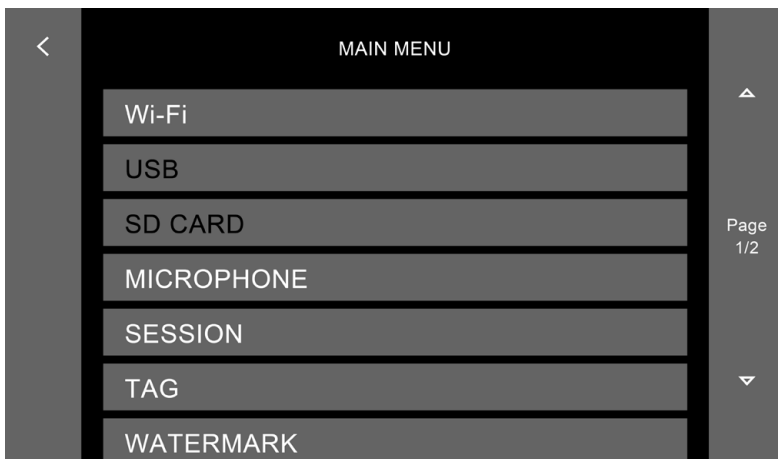 MAIN MENU
Wi-Fi
USB
SD CARD
MICROPHONE
SESSION
TAG
WATERMARK
Page
1/2